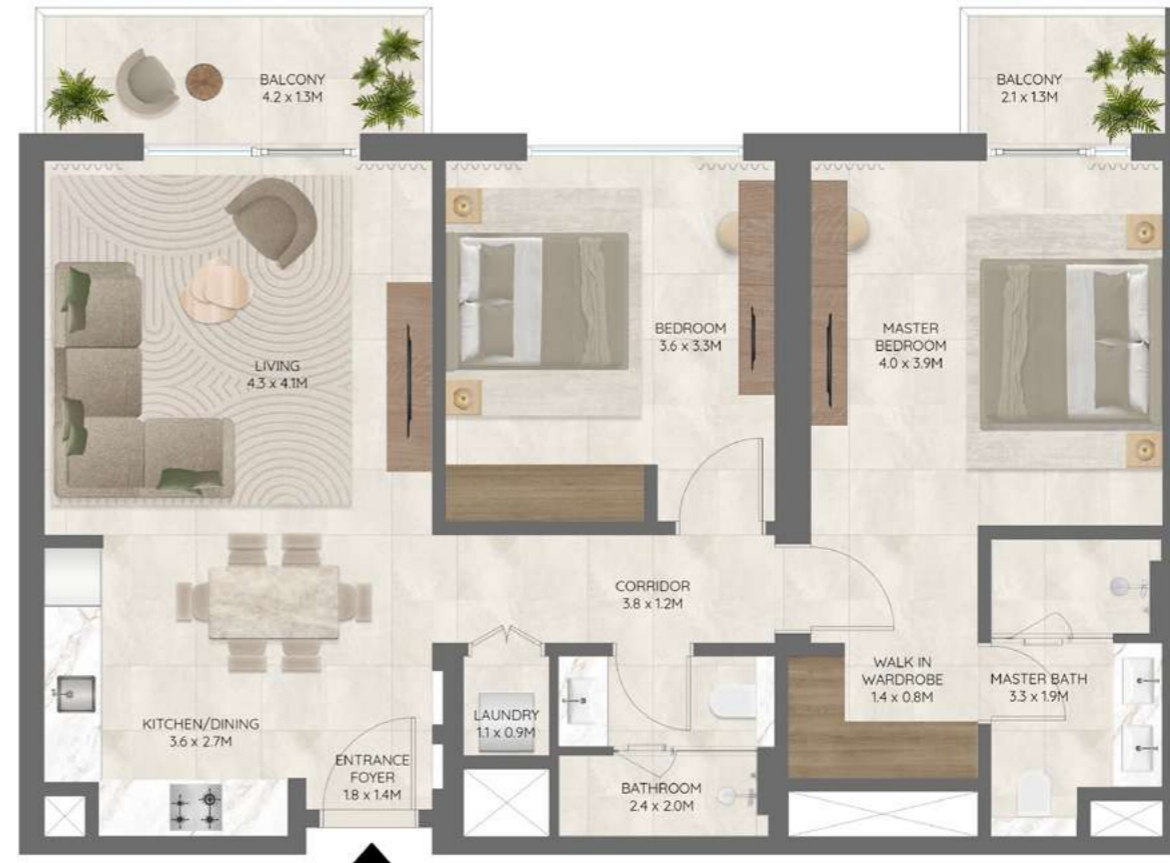 BALCONY
4.2 x 1.3M
BALCONY
2.1 x 1.3M
LIVING
4.3 x 4.1M
BEDROOM
3.6 x 3.3M
MASTER
BEDROOM
4.0 x 3.9M
CORRIDOR
3.8 x 1.2M
KITCHEN/DINING
3.6 x 2.7M
ENTRANCE
FOYER
1.8 x 1.4M
LAUNDRY
1.1 x 0.9M
BATHROOM
2.4 x 2.0M
WALK IN
WARDROBE
1.4 x 0.8M
MASTER BATH
3.3 x 1.9M